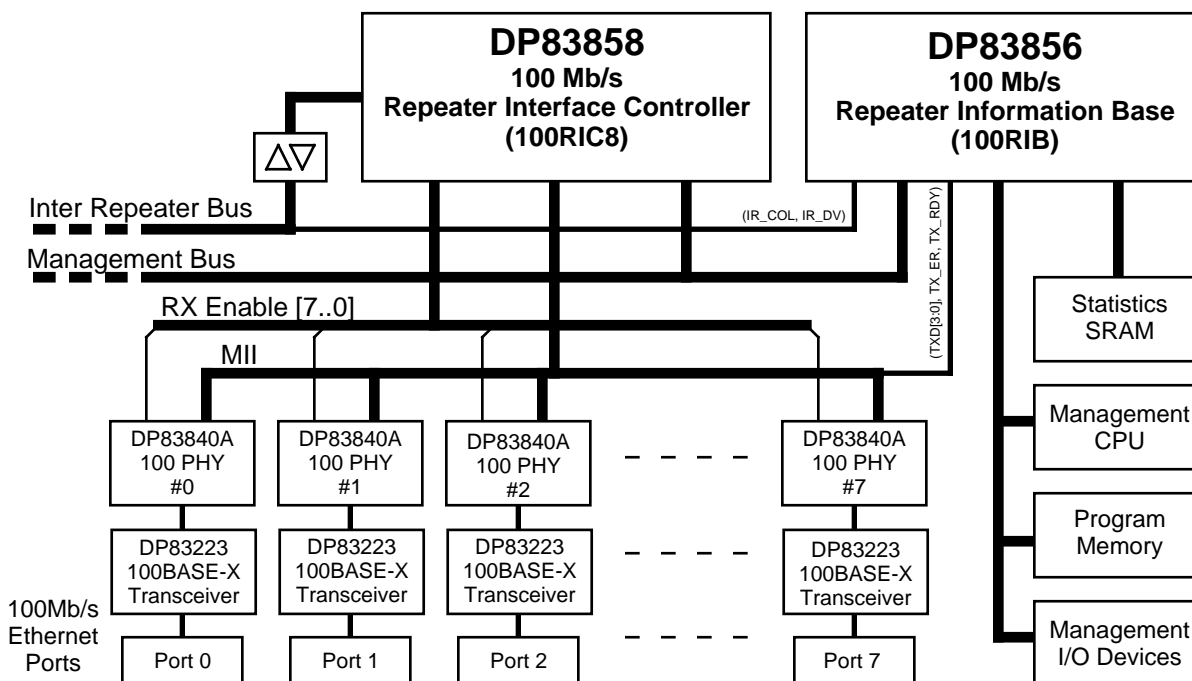 DP83858
100 Mb/s
Repeater Interface Controller
(100RIC8)
DP83856
100 Mb/s
Repeater Information Base
(100RIB)
Inter Repeater Bus
(IR_COL, IR_DV)
Management Bus
(TXD[3:0], TX_ER, TX_RDY)
RX Enable [7..0]
MII
Statistics
SRAM
Management
CPU
Program
Memory
Management
I/O Devices
DP83840A
100 PHY
#0
DP83840A
100 PHY
#1
DP83840A
100 PHY
#2
DP83840A
100 PHY
#7
DP83223
100BASE-X
Transceiver
DP83223
100BASE-X
Transceiver
DP83223
100BASE-X
Transceiver
DP83223
100BASE-X
Transceiver
100Mb/s
Ethernet
Ports
Port 0
Port 1
Port 2
Port 7